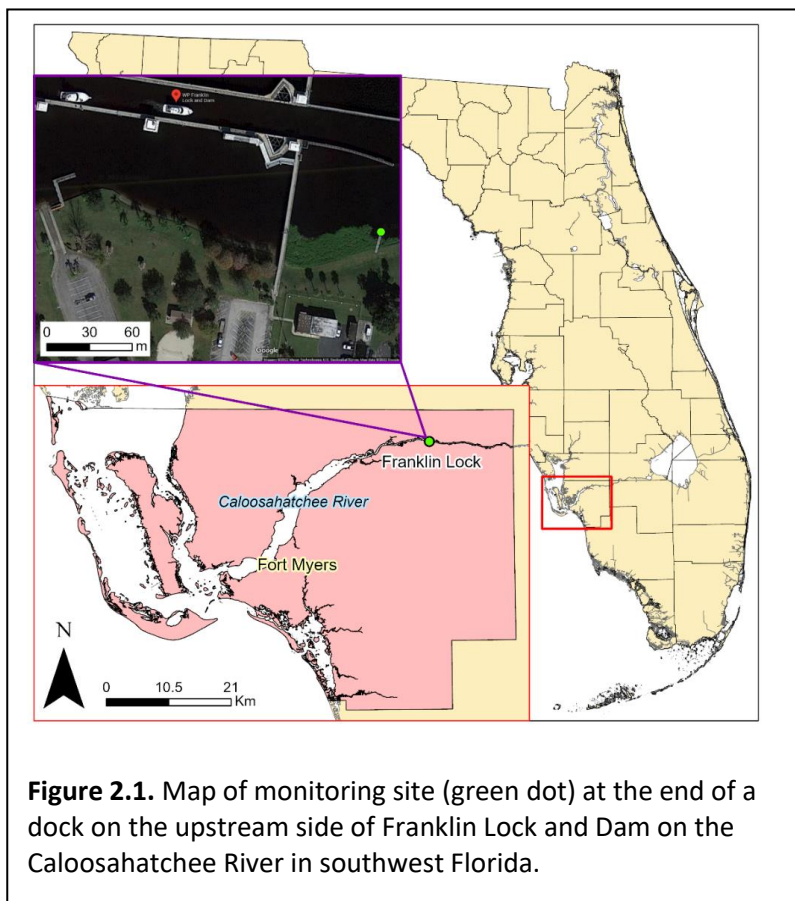 WP Franklin
Lock and Dam
0 30 60
m
Google
Franklin Lock
Caloosahatchee River
Fort Myers
N
0 10.5 21
Km
Figure 2.1. Map of monitoring site (green dot) at the end of a
dock on the upstream side of Franklin Lock and Dam on the
Caloosahatchee River in southwest Florida.